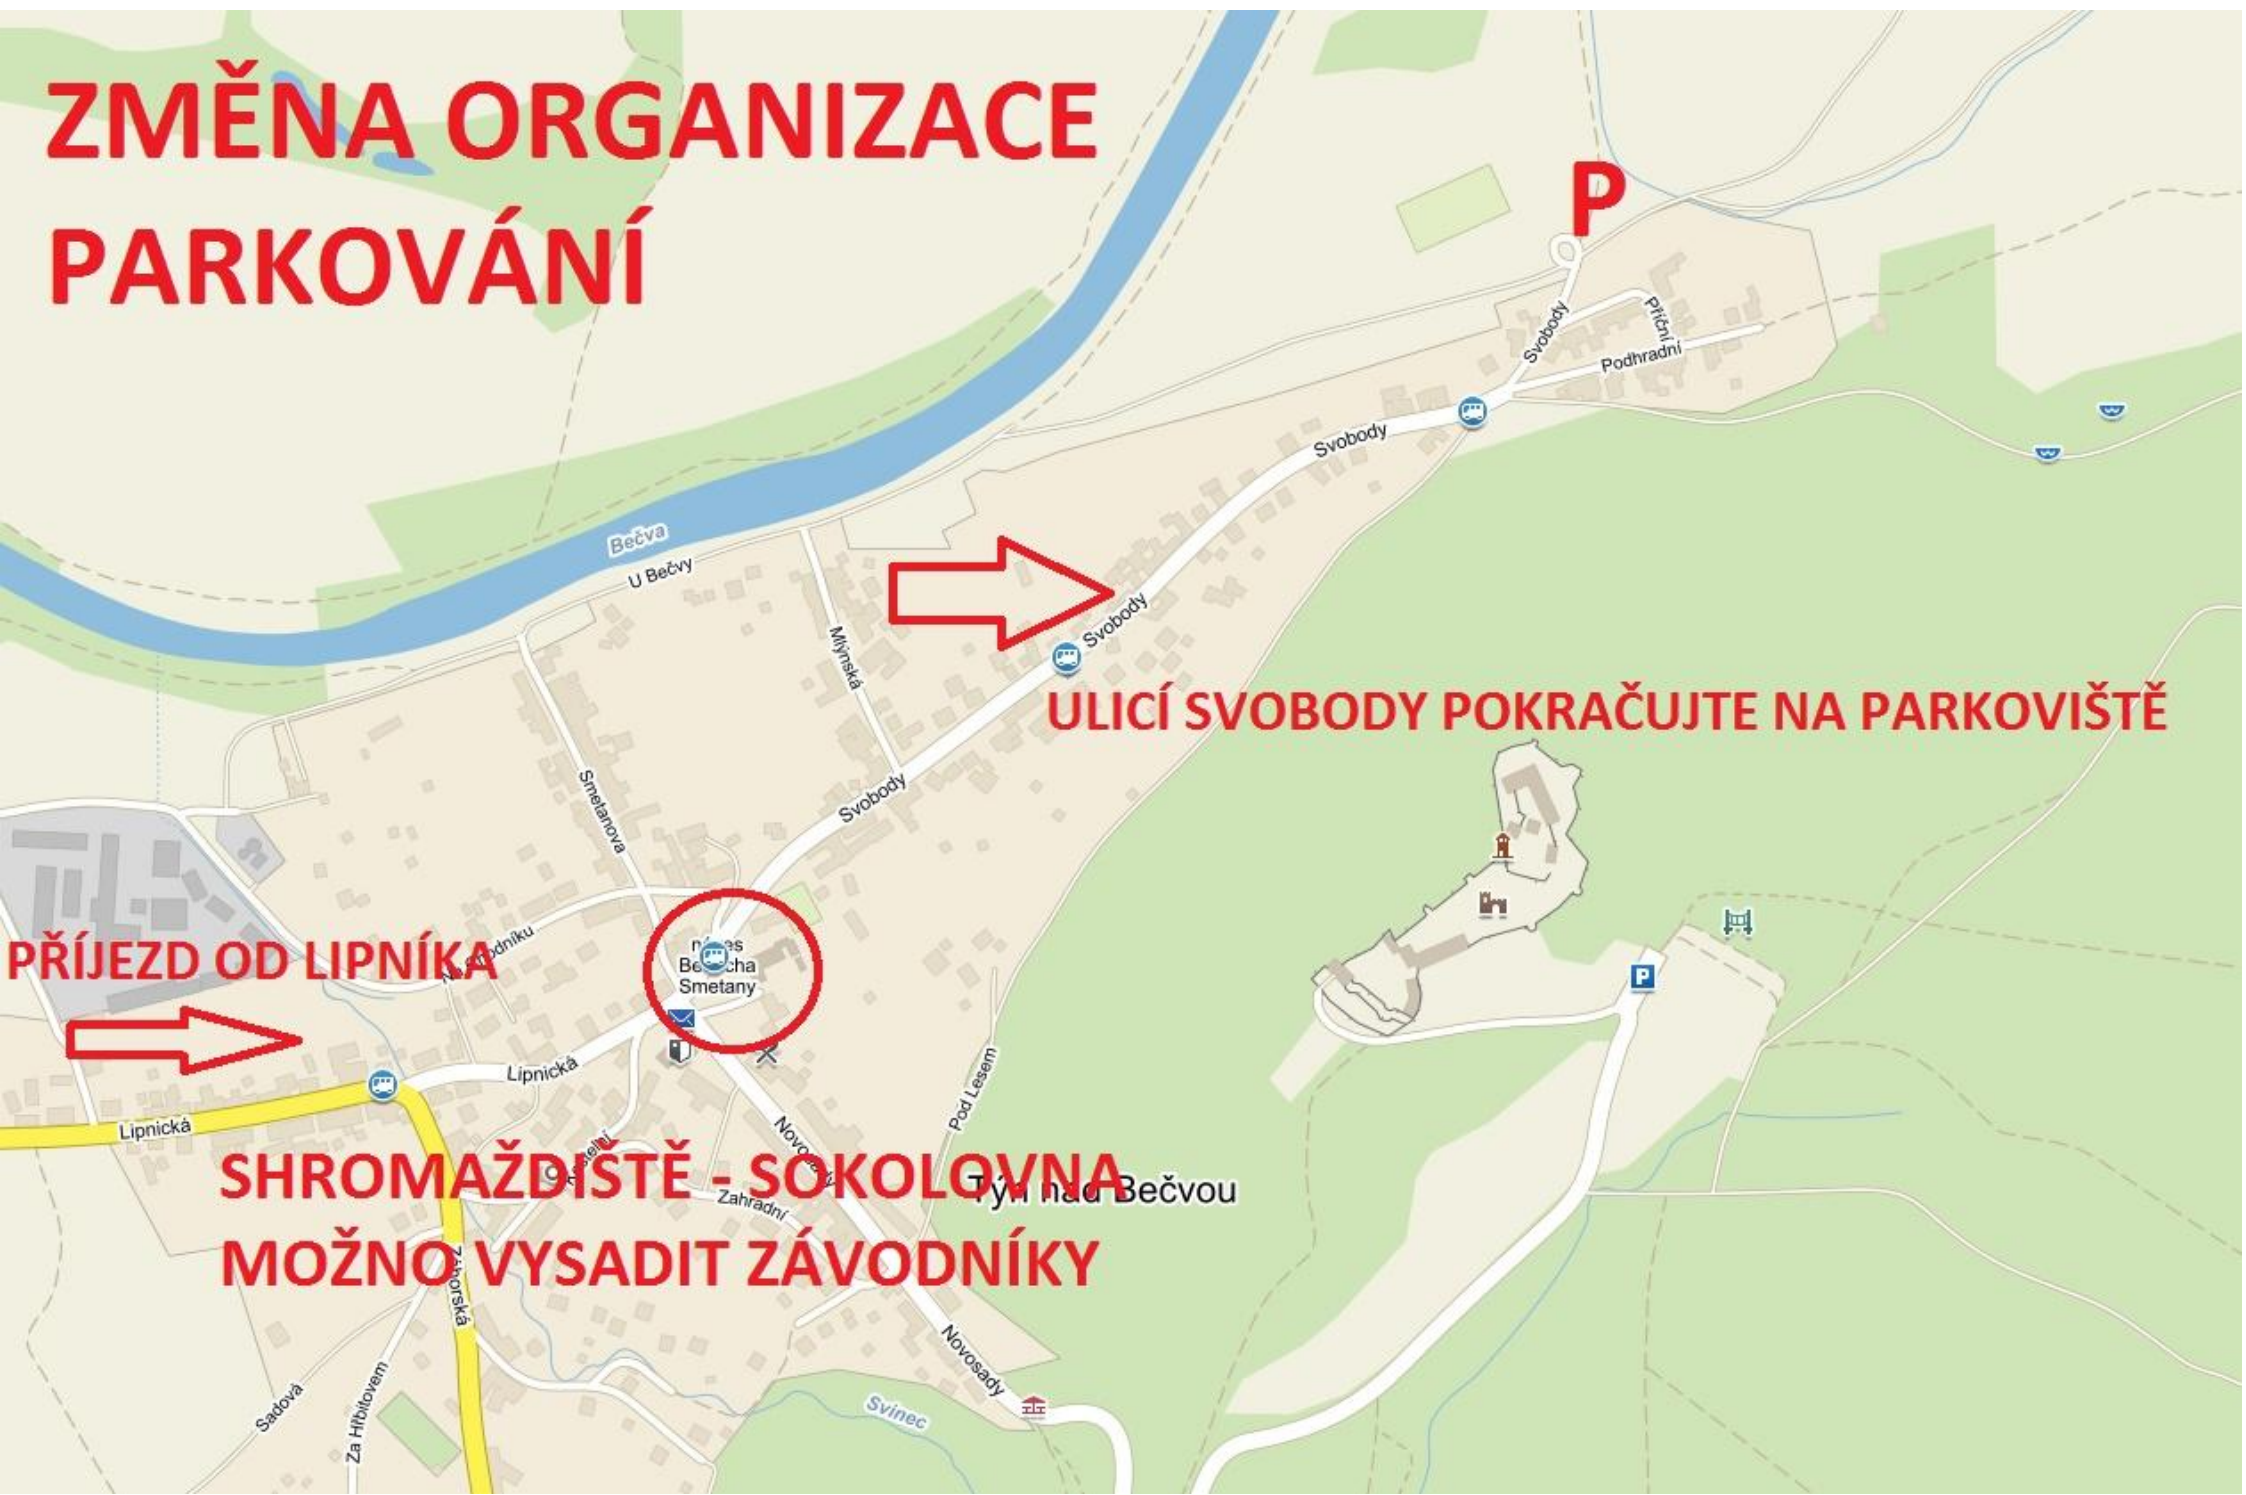 ZMĚNA ORGANIZACE
PARKOVÁNÍ
P
Příční
Svobody
Podhradní
Svobody
Bečva
U Bečvy
Svobody
Mlýnská
ULICÍ SVOBODY POKRAČUJTE NA PARKOVIŠTĚ
Smetanova
Svobody
PŘÍJEZD OD LIPNÍKA
Smetany
P
Lipnická
Lipnická
Pod Lesem
Novosady
SHROMAŽDIŠTĚ - SOKOLOVNA
Týn nad Bečvou
Zahradní
MOŽNO VYSADIT ZÁVODNÍKY
Záhorská
Novosady
Sadová
Za Hřbitovem
Svinec